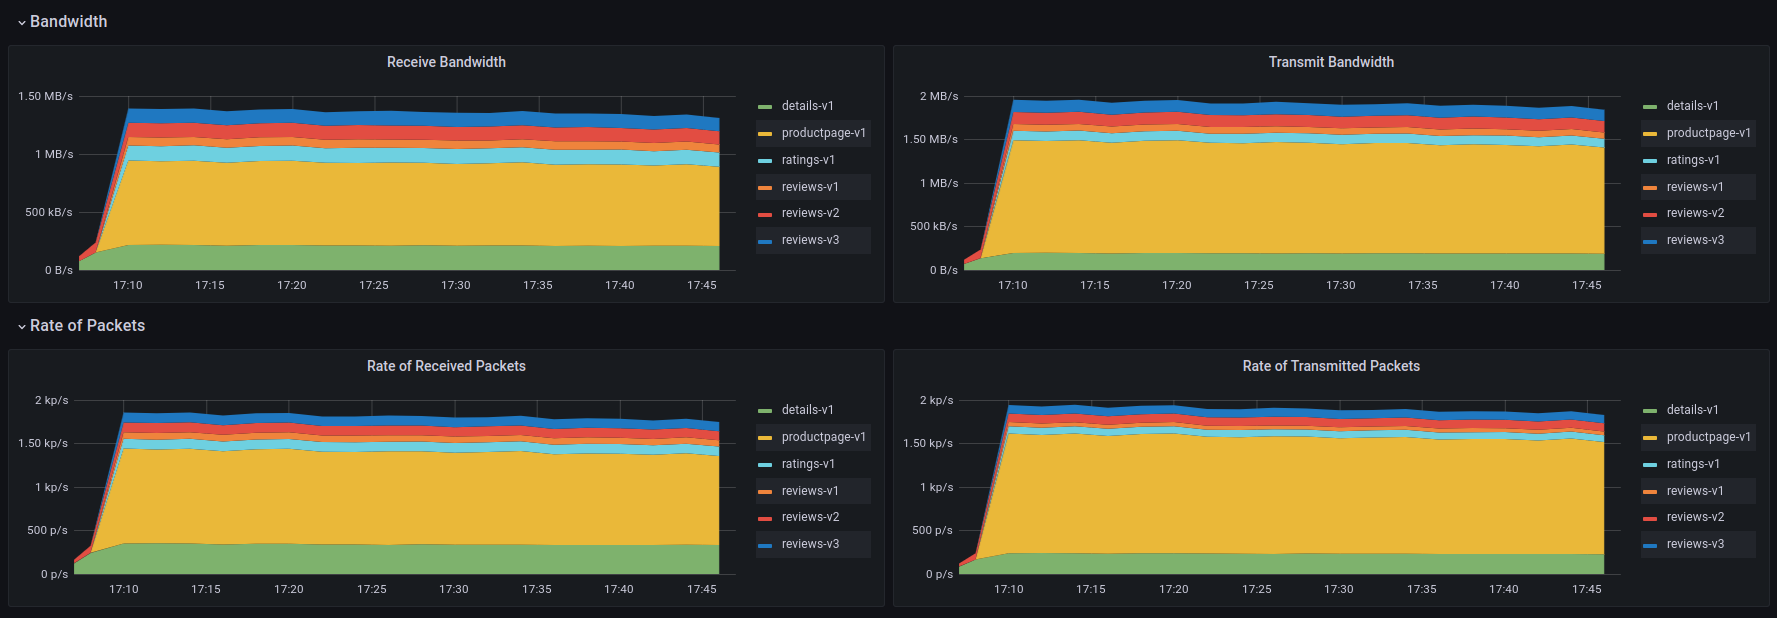 Bandwidth
Receive Bandwidth
1.50 MB/s
1 MB/s
500 kB/s
0 B/s
17:10 17:15 17:20 17:25 17:30 17:35 17:40 17:45
details-v1
productpage-v1
ratings-v1
reviews-v1
reviews-v2
reviews-v3
Transmit Bandwidth
2 MB/s
1.50 MB/s
1 MB/s
500 kB/s
0 B/s
17:10 17:15 17:20 17:25 17:30 17:35 17:40 17:45
details-v1
productpage-v1
ratings-v1
reviews-v1
reviews-v2
reviews-v3
Rate of Packets
Rate of Received Packets
2 kp/s
1.50 kp/s
1 kp/s
500 p/s
0 p/s
17:10 17:15 17:20 17:25 17:30 17:35 17:40 17:45
details-v1
productpage-v1
ratings-v1
reviews-v1
reviews-v2
reviews-v3
Rate of Transmitted Packets
2 kp/s
1.50 kp/s
1 kp/s
500 p/s
0 p/s
17:10 17:15 17:20 17:25 17:30 17:35 17:40 17:45
details-v1
productpage-v1
ratings-v1
reviews-v1
reviews-v2
reviews-v3